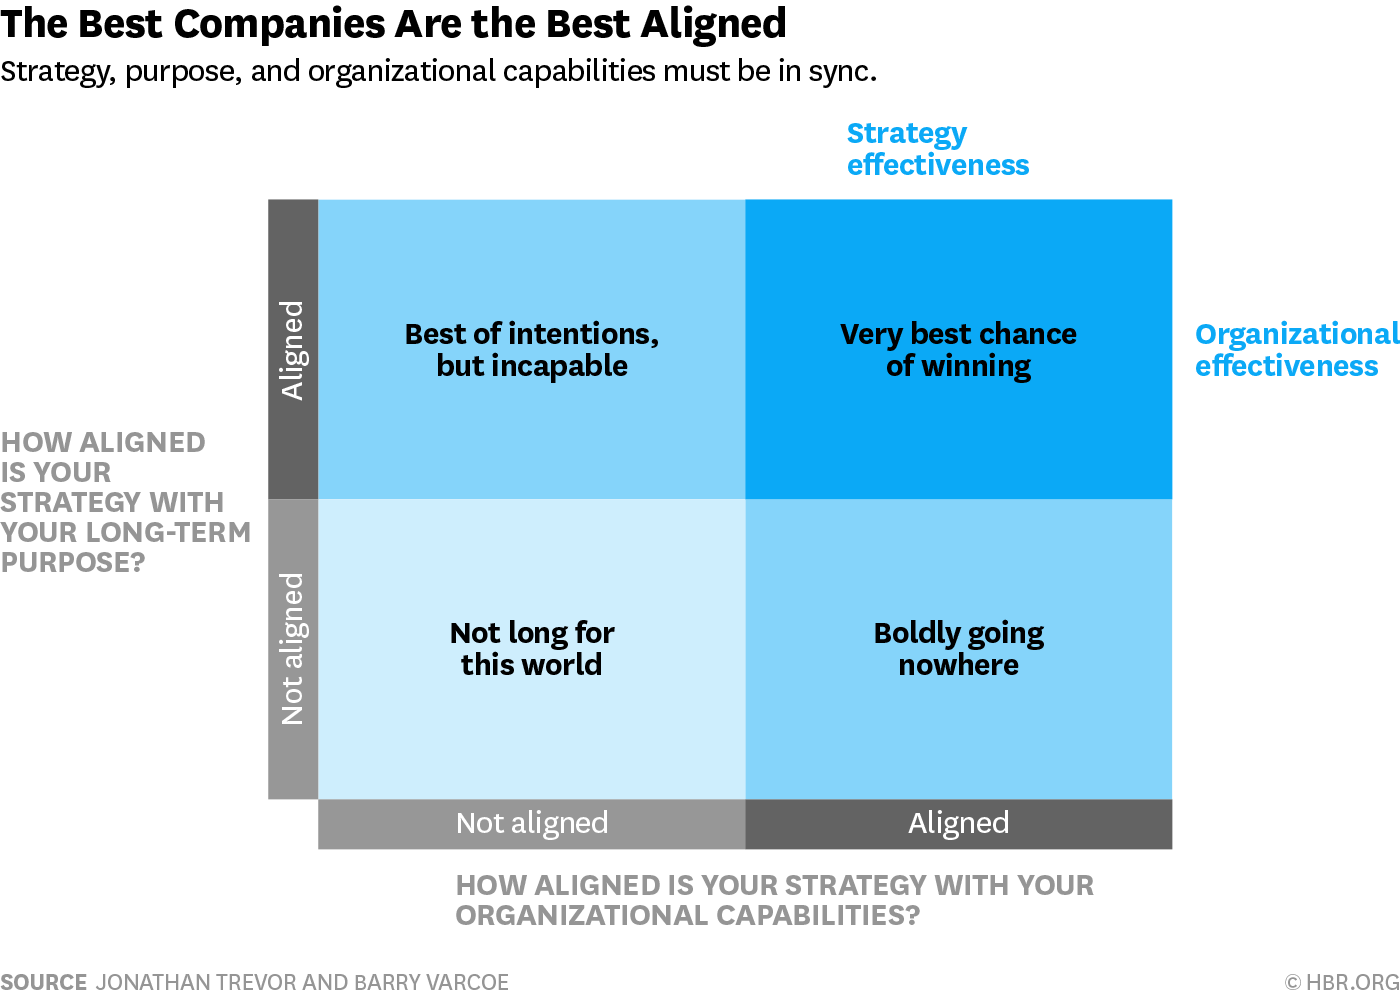 The Best Companies Are the Best Aligned
Strategy, purpose, and organizational capabilities must be in sync.
Strategy
effectiveness
Aligned
Best of intentions,
but incapable
Very best chance
of winning
Organizational
effectiveness
HOW ALIGNED
IS YOUR
STRATEGY WITH
YOUR LONG-TERM
PURPOSE?
Not aligned
Not long for
this world
Boldly going
nowhere
Not aligned
Aligned
HOW ALIGNED IS YOUR STRATEGY WITH YOUR
ORGANIZATIONAL CAPABILITIES?
SOURCE JONATHAN TREVOR AND BARRY VARCOE
© HBR.ORG